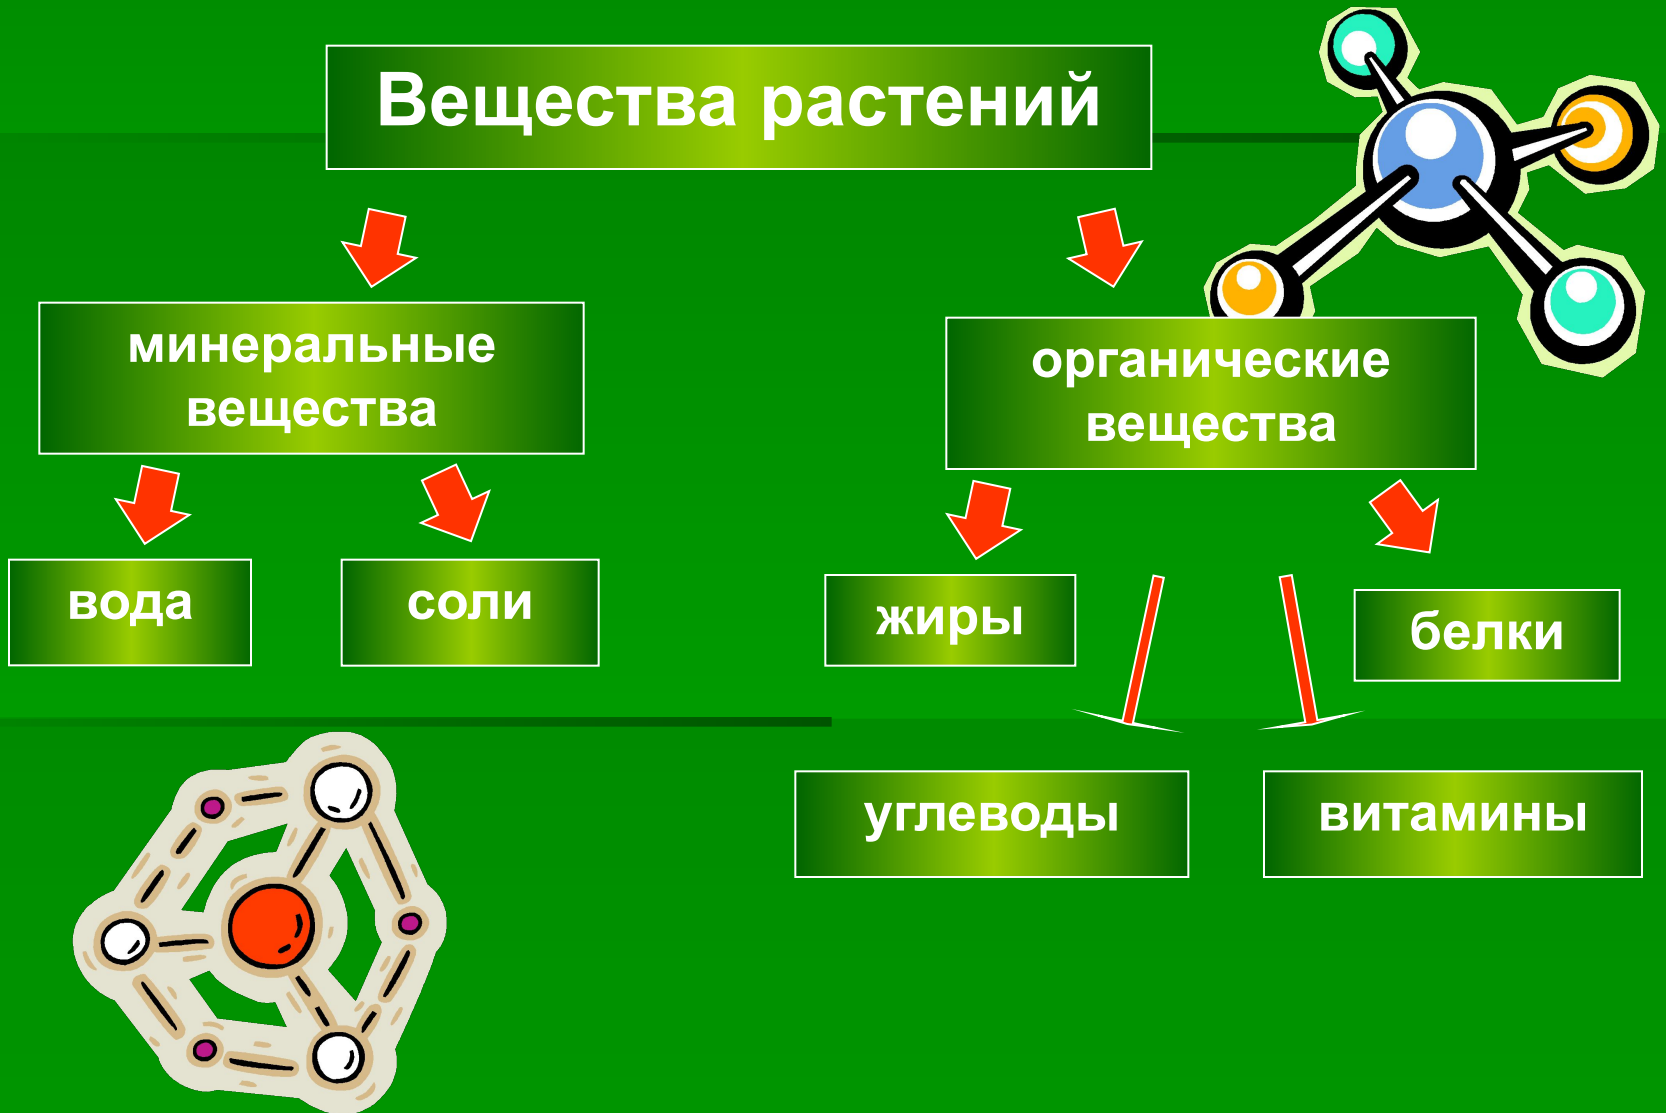 Вещества растений
минеральные
вещества
органические
вещества
вода
соли
жиры
белки
углеводы
витамины